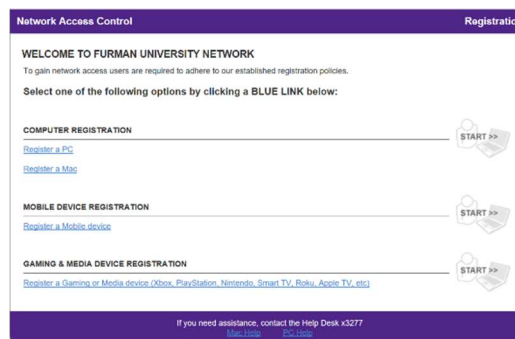 Network Access Control Registratio
WELCOME TO FURMAN UNIVERSITY NETWORK
To gain network access users are required to adhere to our established registration policies.
Select one of the following options by clicking a BLUE LINK below:
COMPUTER REGISTRATION
START >>
Register a PC
Register a Mac
MOBILE DEVICE REGISTRATION
START >>
Register a Mobile device
GAMING & MEDIA DEVICE REGISTRATION
START >>
Register a Gaming or Media device (Xbox, PlayStation, Nintendo, Smart TV, Roku, Apple TV, etc)
If you need assistance, contact the Help Desk x3277
Mac Help PC Help